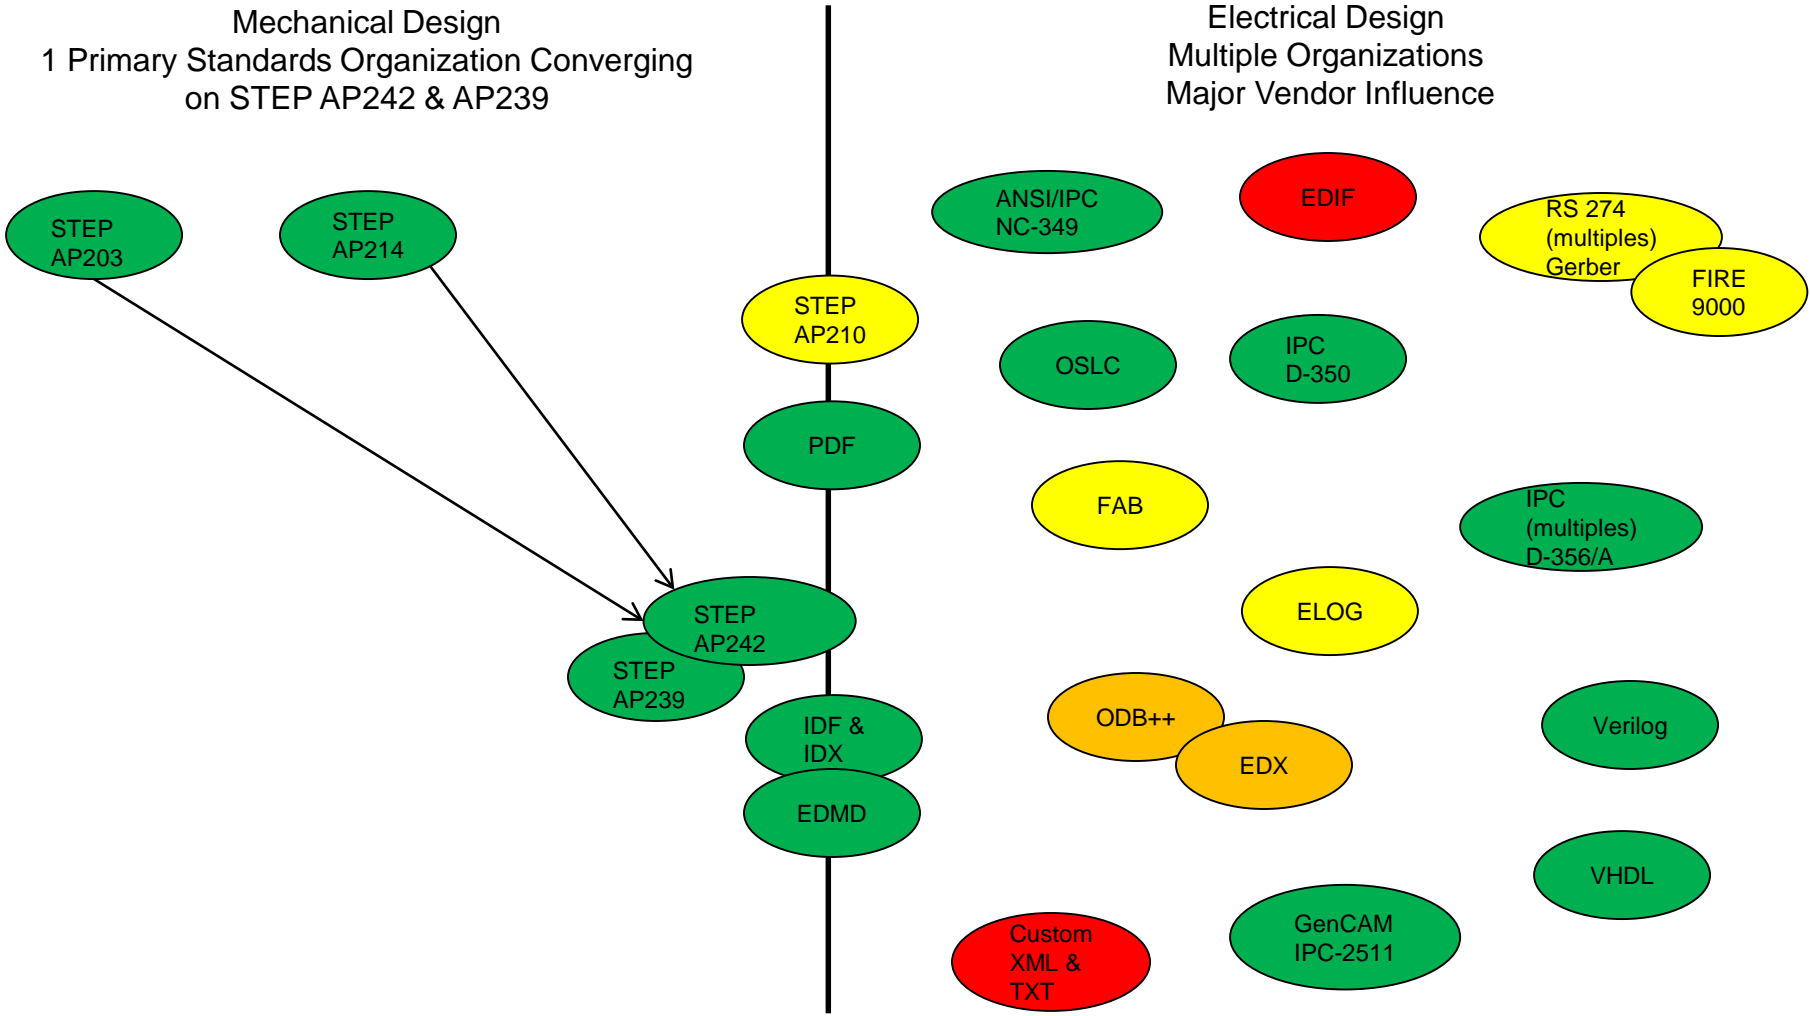 Mechanical Design
1 Primary Standards Organization Converging
on STEP AP242 & AP239
Electrical Design
Multiple Organizations
Major Vendor Influence
STEP
AP203
STEP
AP214
STEP
AP210
PDF
STEP
AP242
STEP
AP239
IDF &
IDX
EDMD
ANSI/IPC
NC-349
EDIF
RS 274
(multiples)
Gerber
FIRE
9000
OSLC
IPC
D-350
FAB
IPC
(multiples)
D-356/A
ELOG
ODB++
EDX
Verilog
VHDL
GenCAM
IPC-2511
Custom
XML &
TXT